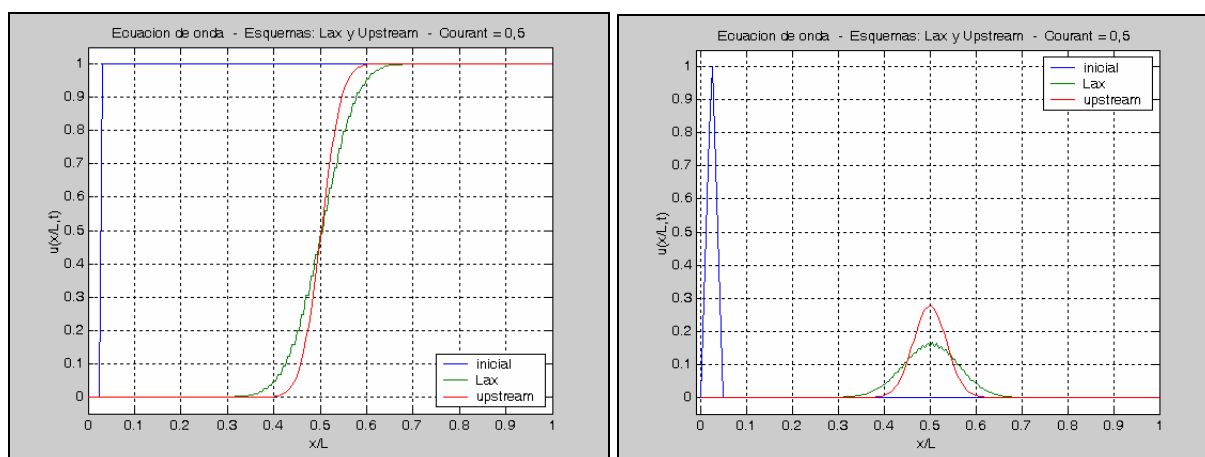 Ecuacion de onda - Esquemas: Lax y Upstream - Courant = 0,5
u(x/L,t)
1
0.9
0.8
0.7
0.6
0.5
0.4
0.3
0.2
0.1
0
inicial
Lax
upstream
0 0.1 0.2 0.3 0.4 0.5 0.6 0.7 0.8 0.9 1
x/L
Ecuacion de onda - Esquemas: Lax y Upstream - Courant = 0,5
inicial
Lax
upstream
u(x/L,t)
1
0.9
0.8
0.7
0.6
0.5
0.4
0.3
0.2
0.1
0
0 0.1 0.2 0.3 0.4 0.5 0.6 0.7 0.8 0.9 1
x/L